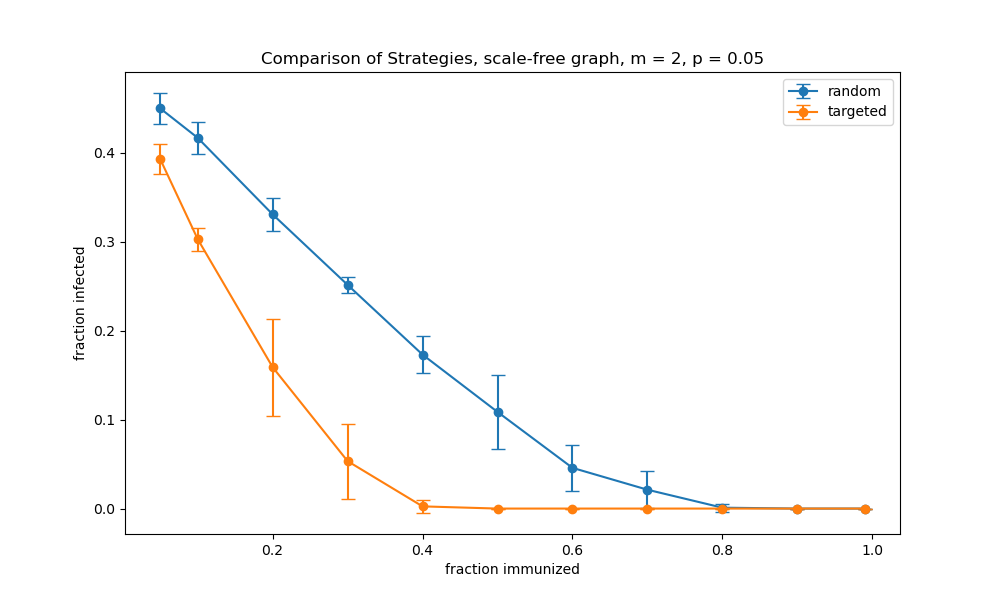 Comparison of Strategies, scale-free graph, m = 2, p = 0.05
random
targeted
fraction infected
0.4
0.3
0.2
0.1
0.0
0.2
0.4
0.6
0.8
1.0
fraction immunized